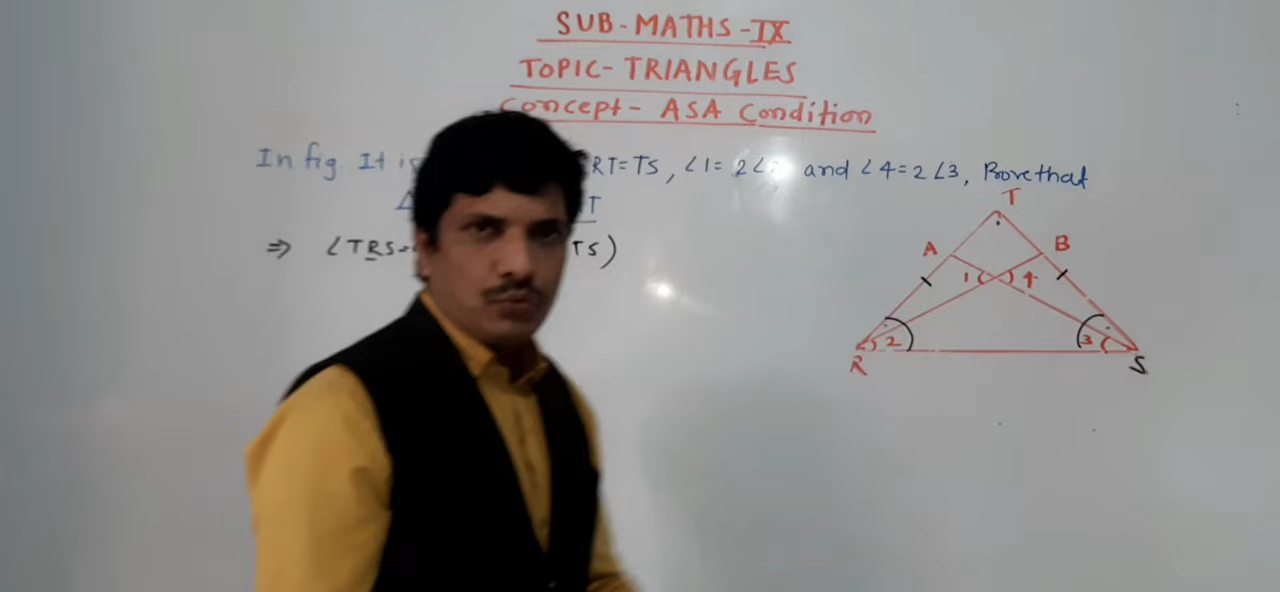 SUB-MATHS-IX
TOPIC-TRIANGLES
Concept- ASA Condition
In fig It is RT=TS, ∠1= 2∠ and ∠4=2∠3, Prove that
T
⇒ ∠TRS TS)
T
A B
1 4
2 3
R S